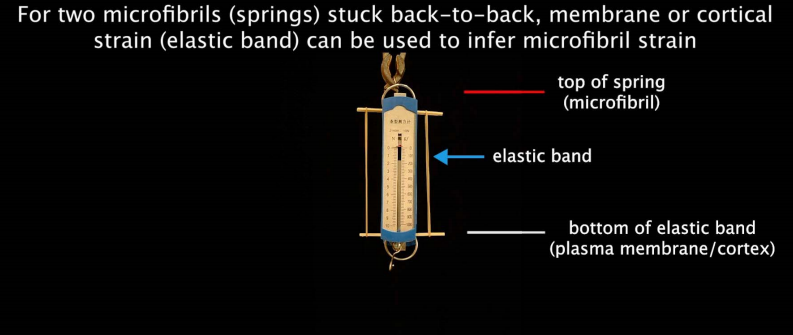 For two microfibrils (springs) stuck back-to-back, membrane or cortical
strain (elastic band) can be used to infer microfibril strain
top of spring
(microfibril)
elastic band
bottom of elastic band
(plasma membrane/cortex)